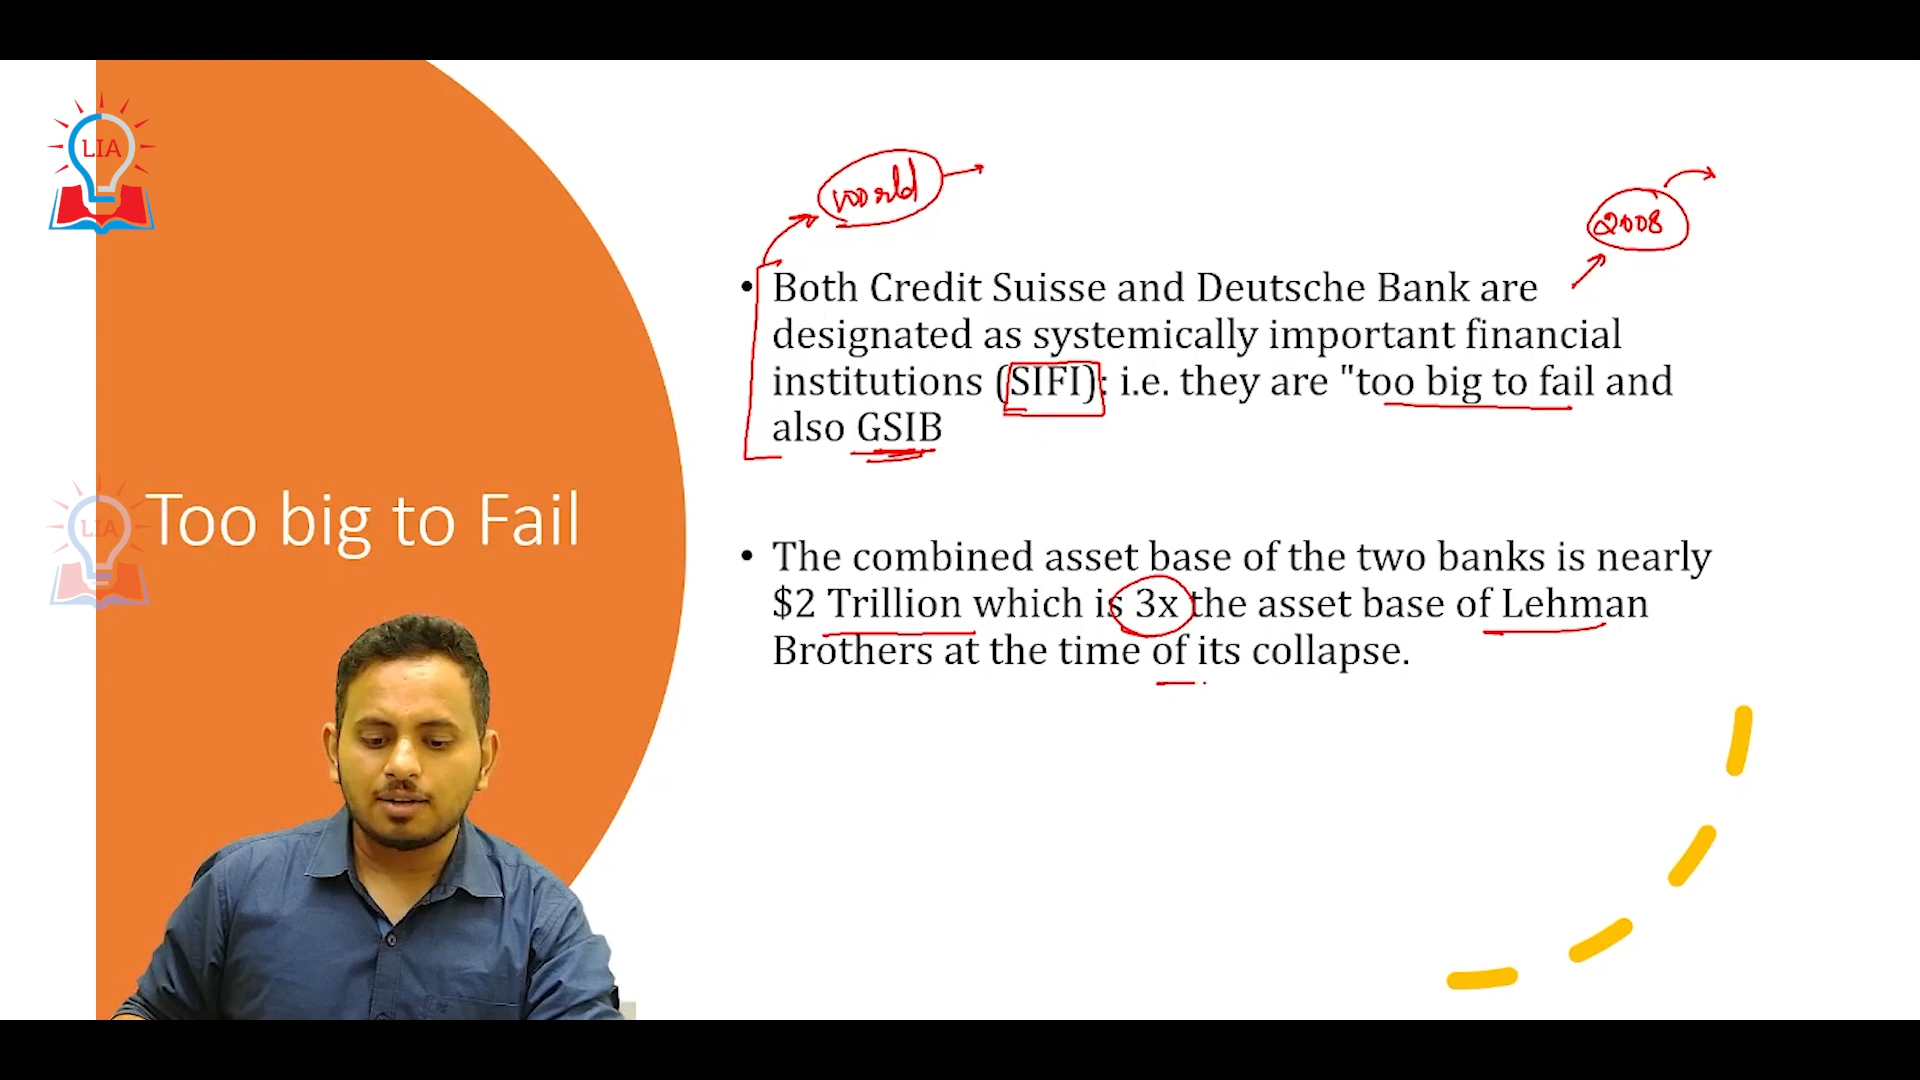 LIA
world
2008
• Both Credit Suisse and Deutsche Bank are
designated as systemically important financial
institutions (SIFI): i.e. they are "too big to fail and
also GSIB
LIA
Too big to Fail
• The combined asset base of the two banks is nearly
$2 Trillion which is 3x the asset base of Lehman
Brothers at the time of its collapse.